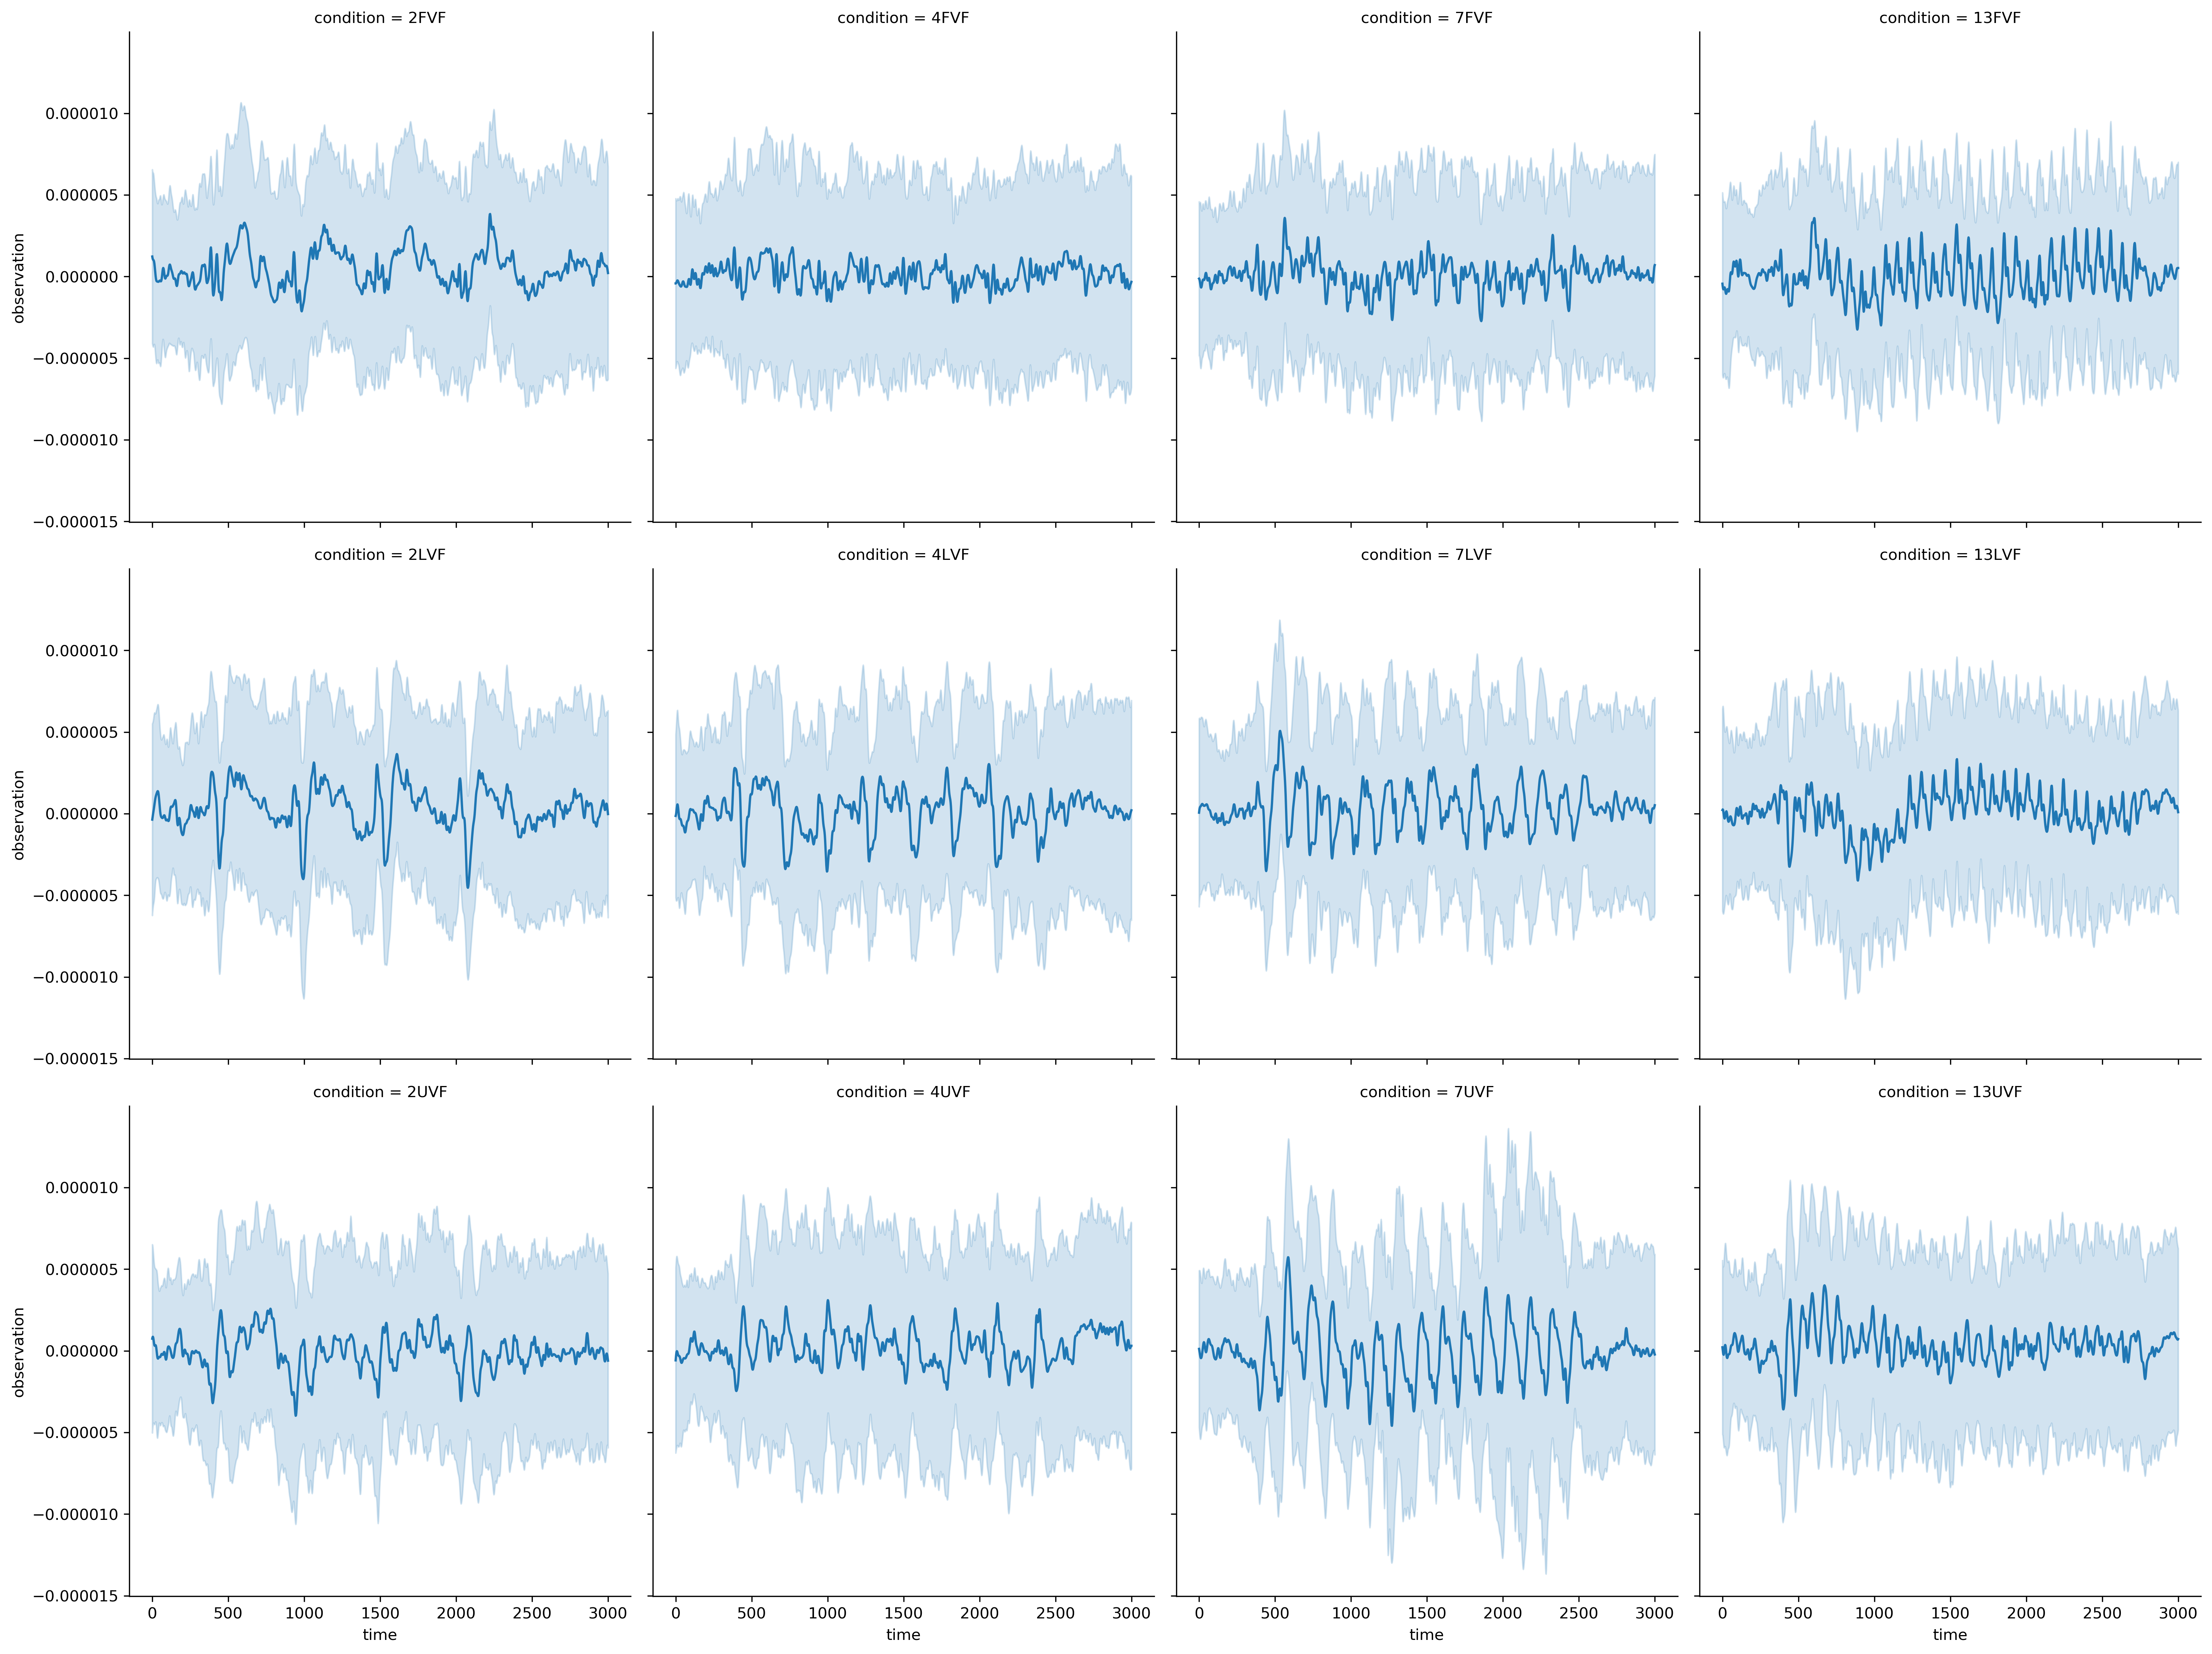 condition = 2FVF
condition = 4FVF
condition = 7FVF
condition = 13FVF
0.000010
0.000005
0.000000
−0.000005
−0.000010
−0.000015
observation
condition = 2LVF
condition = 4LVF
condition = 7LVF
condition = 13LVF
0.000010
0.000005
0.000000
−0.000005
−0.000010
−0.000015
observation
condition = 2UVF
condition = 4UVF
condition = 7UVF
condition = 13UVF
0.000010
0.000005
0.000000
−0.000005
−0.000010
−0.000015
observation
0 500 1000 1500 2000 2500 3000
time
0 500 1000 1500 2000 2500 3000
time
0 500 1000 1500 2000 2500 3000
time
0 500 1000 1500 2000 2500 3000
time